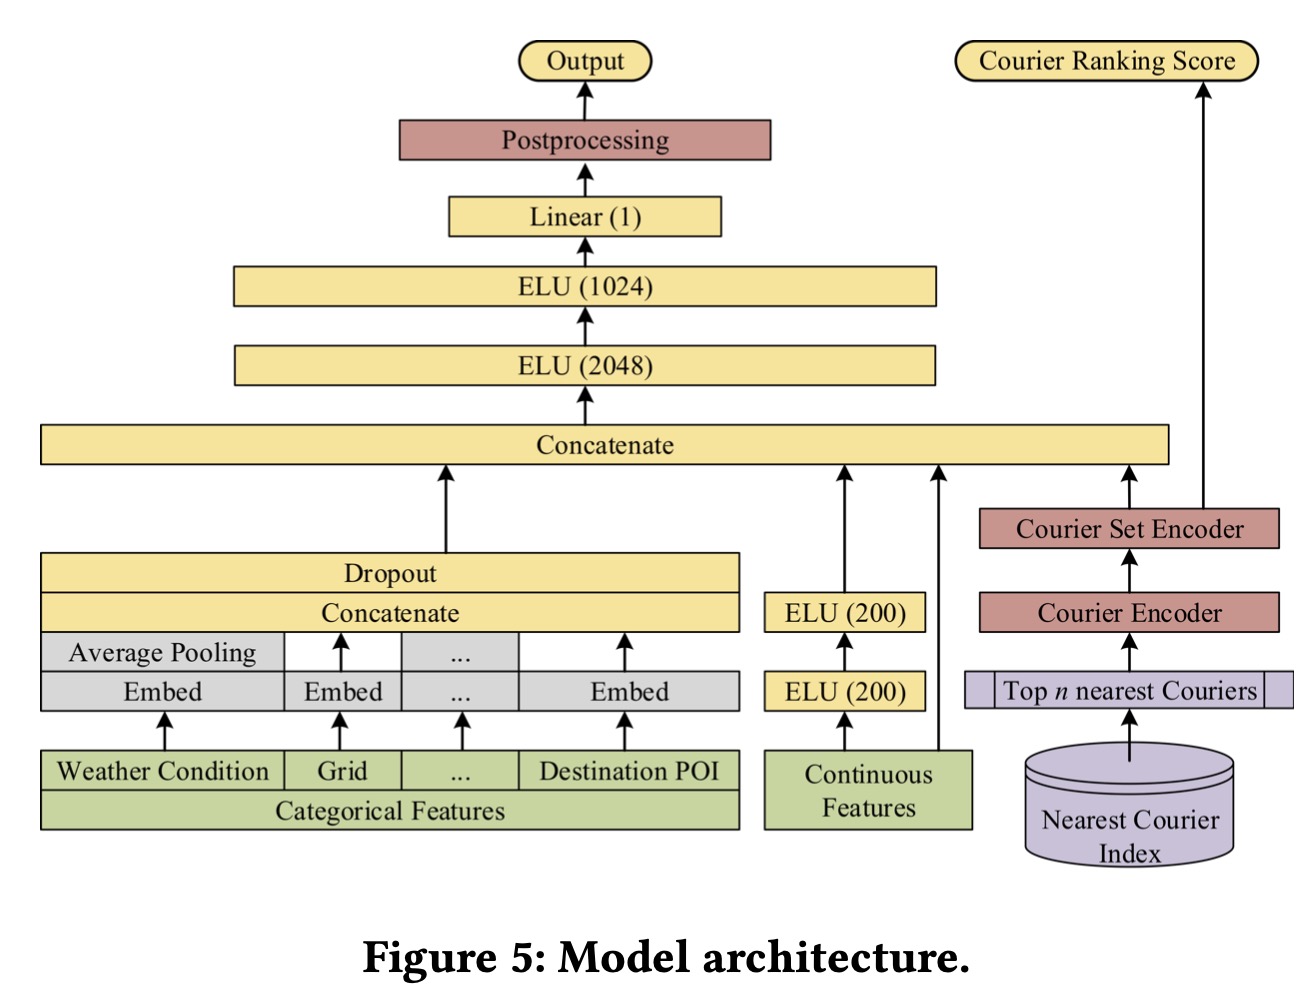 Output
Courier Ranking Score
Postprocessing
Linear (1)
ELU (1024)
ELU (2048)
Concatenate
Courier Set Encoder
Dropout
Concatenate
ELU (200)
Courier Encoder
Average Pooling
...
Embed
Embed
...
Embed
ELU (200)
Top n nearest Couriers
Weather Condition
Grid
...
Destination POI
Categorical Features
Continuous
Features
Nearest Courier
Index
Figure 5: Model architecture.